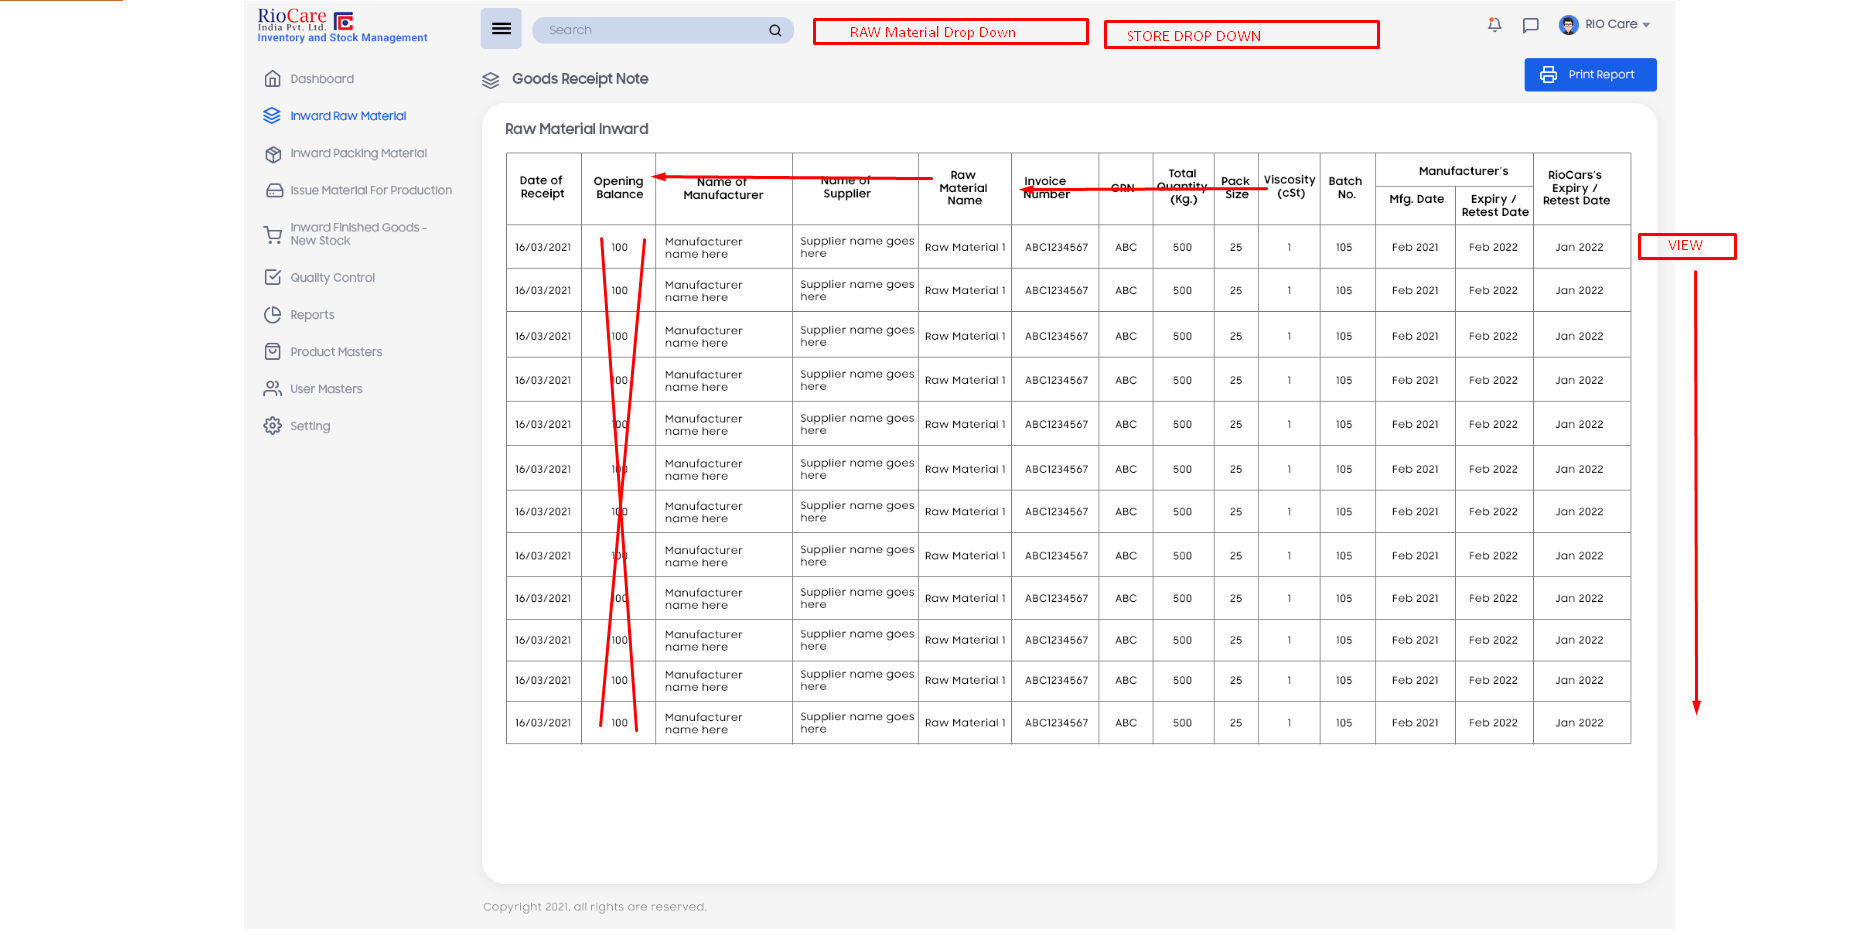 RioCare
India Pvt. Ltd.
Inventory and Stock Management
Search
RAW Material Drop Down
STORE DROP DOWN
RIO Care
Dashboard
Inward Raw Material
Inward Packing Material
Issue Material For Production
Inward Finished Goods -
New Stock
Quality Control
Reports
Product Masters
User Masters
Setting
Goods Receipt Note
Print Report
Raw Material Inward
Date of Receipt Opening Balance Name of Manufacturer Name of Supplier Raw Material Name Invoice Number GRN Total Quantity (Kg.) Pack Size Viscosity (cSt) Batch No. Manufacturer's Mfg. Date Expiry / Retest Date RioCars's Expiry / Retest Date
16/03/2021 100 Manufacturer name here Supplier name goes here Raw Material 1 ABC1234567 ABC 500 25 1 105 Feb 2021 Feb 2022 Jan 2022
VIEW
16/03/2021 100 Manufacturer name here Supplier name goes here Raw Material 1 ABC1234567 ABC 500 25 1 105 Feb 2021 Feb 2022 Jan 2022
16/03/2021 100 Manufacturer name here Supplier name goes here Raw Material 1 ABC1234567 ABC 500 25 1 105 Feb 2021 Feb 2022 Jan 2022
16/03/2021 100 Manufacturer name here Supplier name goes here Raw Material 1 ABC1234567 ABC 500 25 1 105 Feb 2021 Feb 2022 Jan 2022
16/03/2021 100 Manufacturer name here Supplier name goes here Raw Material 1 ABC1234567 ABC 500 25 1 105 Feb 2021 Feb 2022 Jan 2022
16/03/2021 100 Manufacturer name here Supplier name goes here Raw Material 1 ABC1234567 ABC 500 25 1 105 Feb 2021 Feb 2022 Jan 2022
16/03/2021 100 Manufacturer name here Supplier name goes here Raw Material 1 ABC1234567 ABC 500 25 1 105 Feb 2021 Feb 2022 Jan 2022
16/03/2021 100 Manufacturer name here Supplier name goes here Raw Material 1 ABC1234567 ABC 500 25 1 105 Feb 2021 Feb 2022 Jan 2022
16/03/2021 100 Manufacturer name here Supplier name goes here Raw Material 1 ABC1234567 ABC 500 25 1 105 Feb 2021 Feb 2022 Jan 2022
16/03/2021 100 Manufacturer name here Supplier name goes here Raw Material 1 ABC1234567 ABC 500 25 1 105 Feb 2021 Feb 2022 Jan 2022
16/03/2021 100 Manufacturer name here Supplier name goes here Raw Material 1 ABC1234567 ABC 500 25 1 105 Feb 2021 Feb 2022 Jan 2022
16/03/2021 100 Manufacturer name here Supplier name goes here Raw Material 1 ABC1234567 ABC 500 25 1 105 Feb 2021 Feb 2022 Jan 2022
Copyright 2021. all rights are reserved.